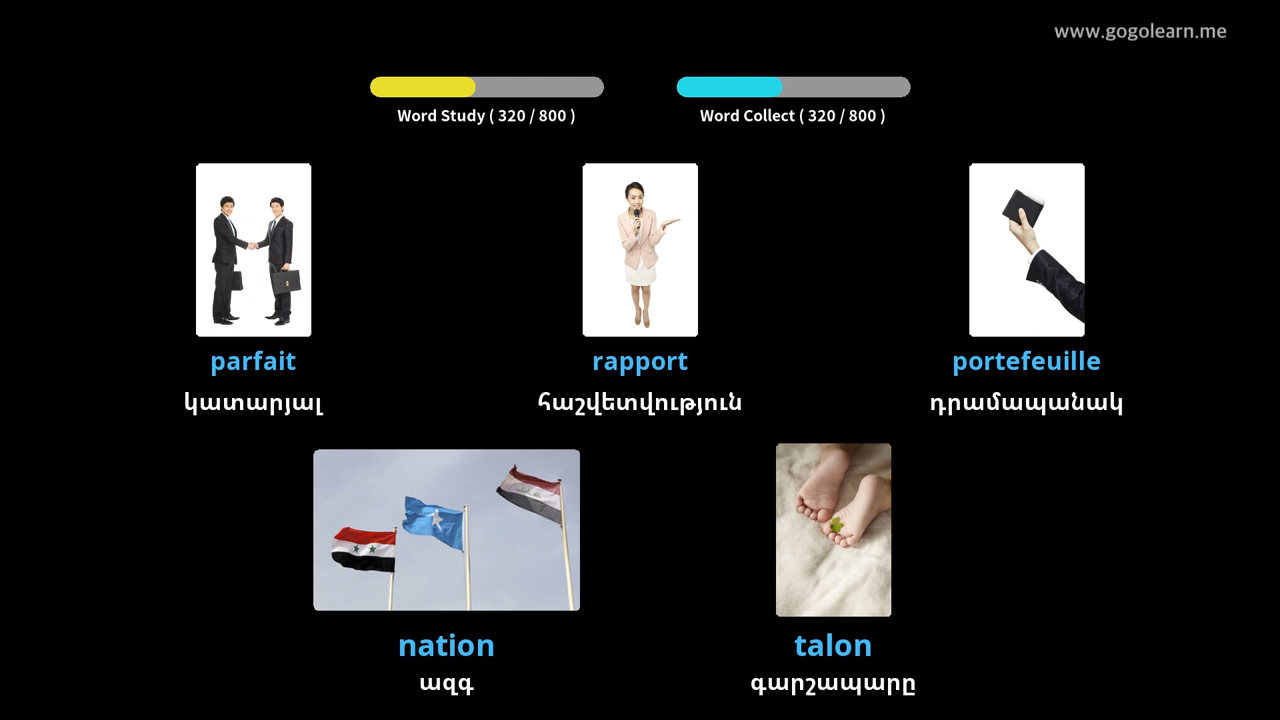 www.gogolearn.me
Word Study ( 320 / 800 )
Word Collect ( 320 / 800 )
parfait
rapport
portefeuille
կատարյալ
հաշվետվություն
դրամապանակ
nation
talon
ազգ
գարշապարը